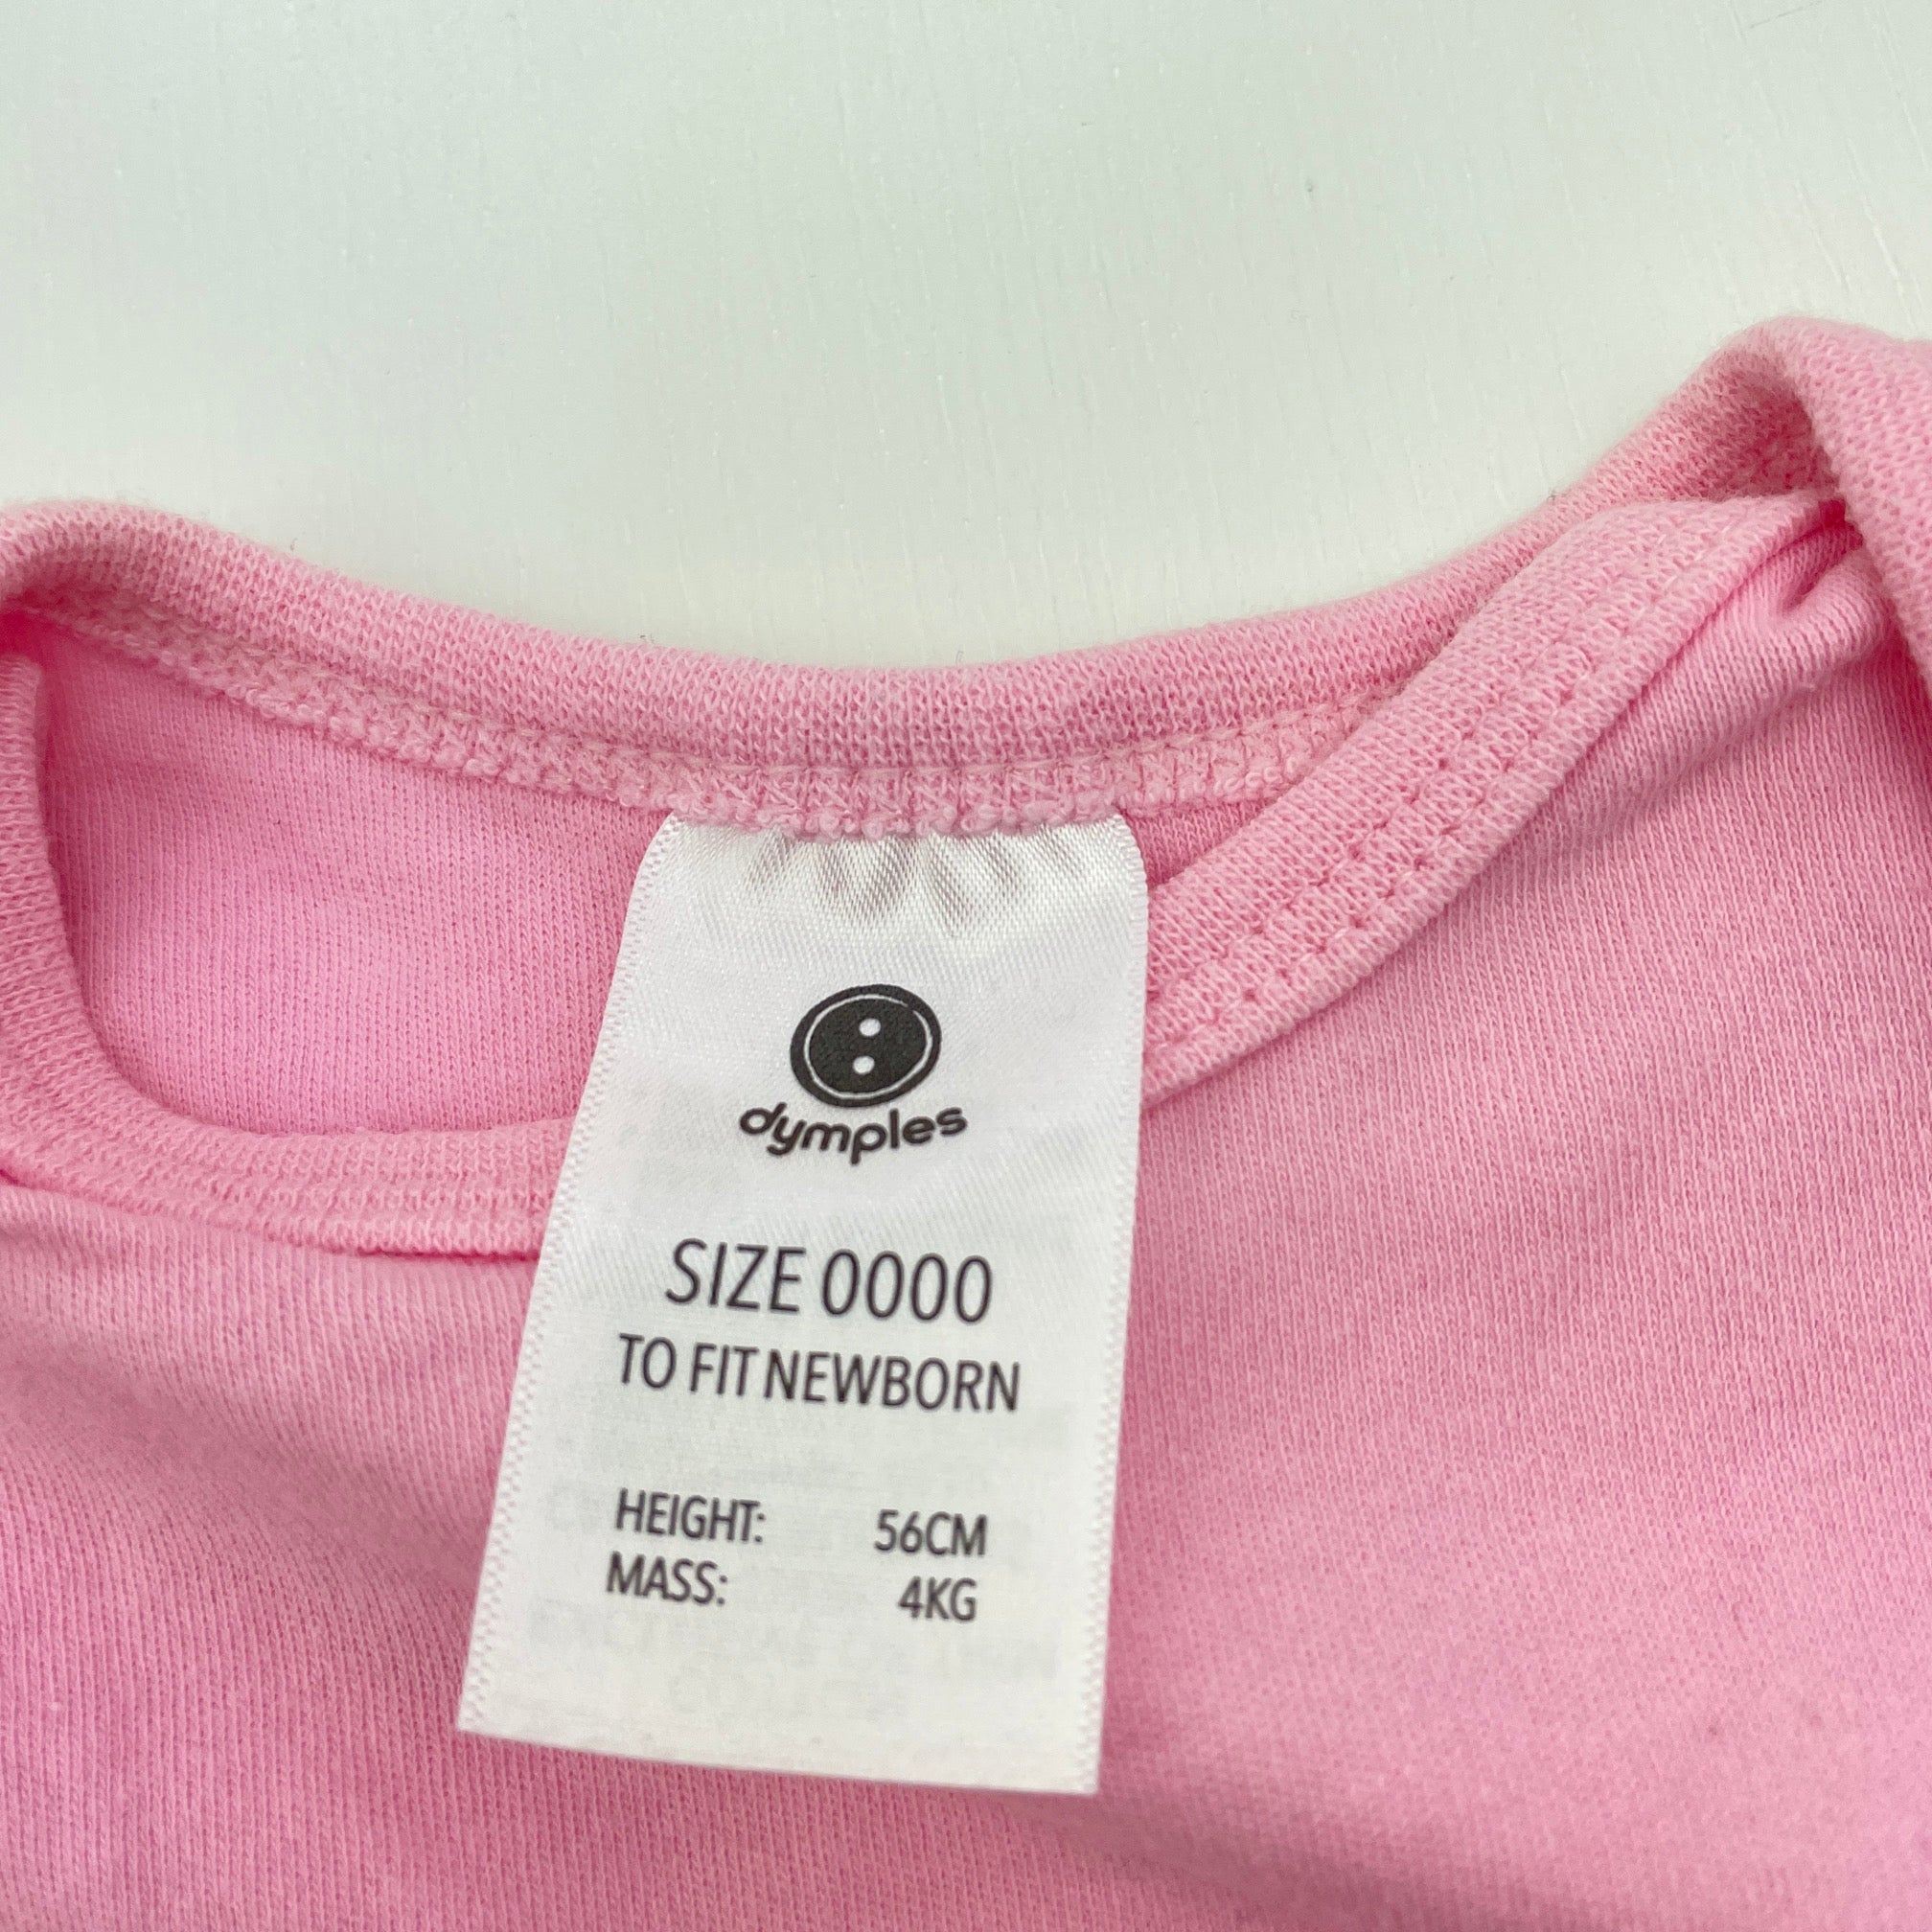 dymples
SIZE 0000
TO FIT NEWBORN
HEIGHT: 56CM
MASS: 4KG